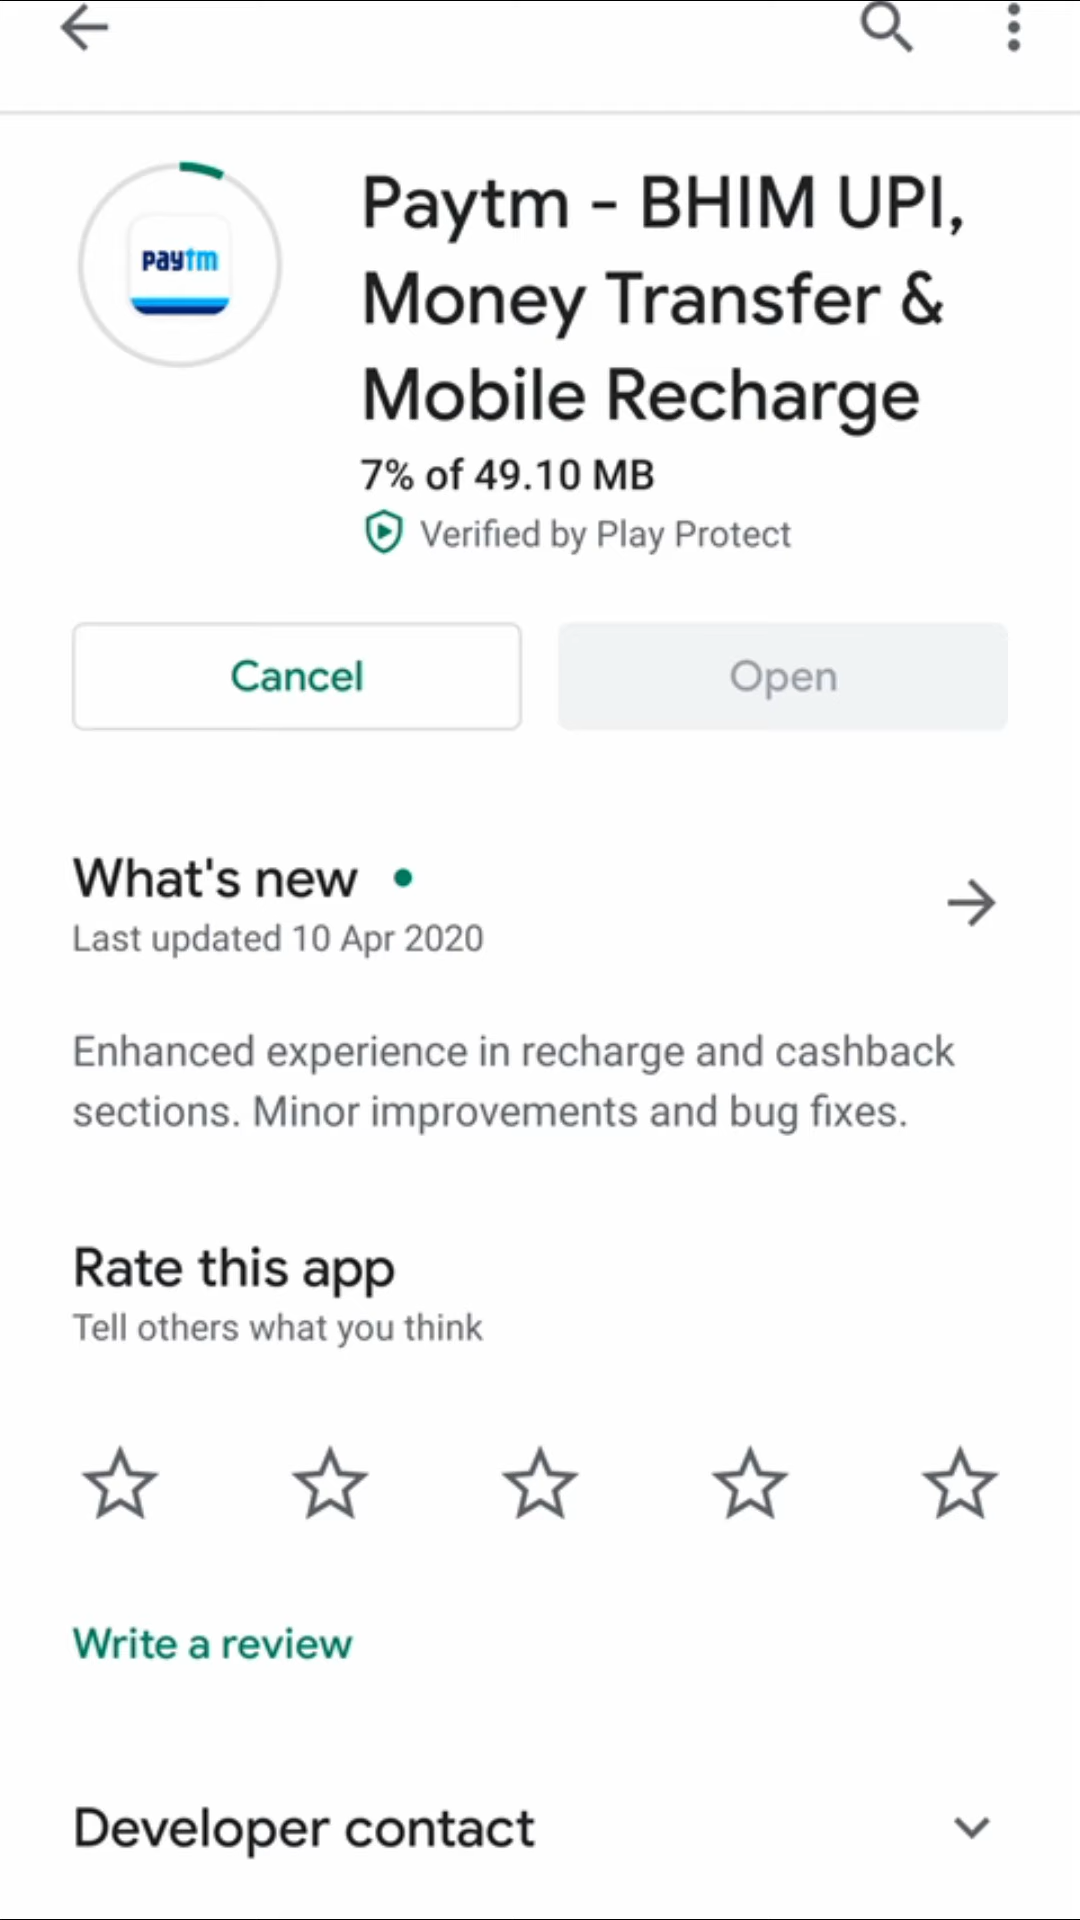 paytm
Paytm - BHIM UPI,
Money Transfer &
Mobile Recharge
7% of 49.10 MB
Verified by Play Protect
Cancel
Open
What's new
Last updated 10 Apr 2020
Enhanced experience in recharge and cashback
sections. Minor improvements and bug fixes.
Rate this app
Tell others what you think
Write a review
Developer contact